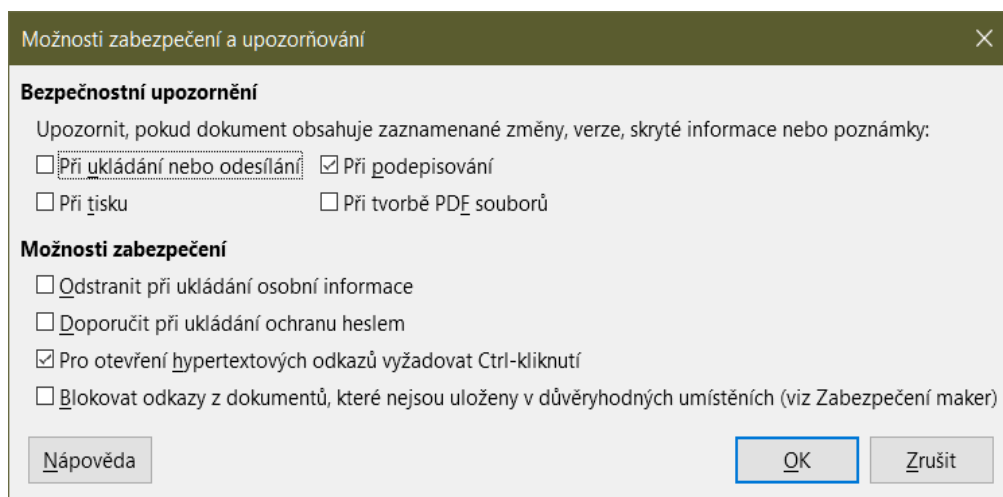 Možnosti zabezpečení a upozorňování
Bezpečnostní upozornění
Upozornit, pokud dokument obsahuje zaznamenané změny, verze, skryté informace nebo poznámky:
Při ukládání nebo odesílání Při podepisování
Při tisku Při tvorbě PDF souborů
Možnosti zabezpečení
Odstranit při ukládání osobní informace
Doporučit při ukládání ochranu heslem
Pro otevření hypertextových odkazů vyžadovat Ctrl-kliknutí
Blokovat odkazy z dokumentů, které nejsou uloženy v důvěryhodných umístěních (viz Zabezpečení maker)
Nápověda OK Zrušit